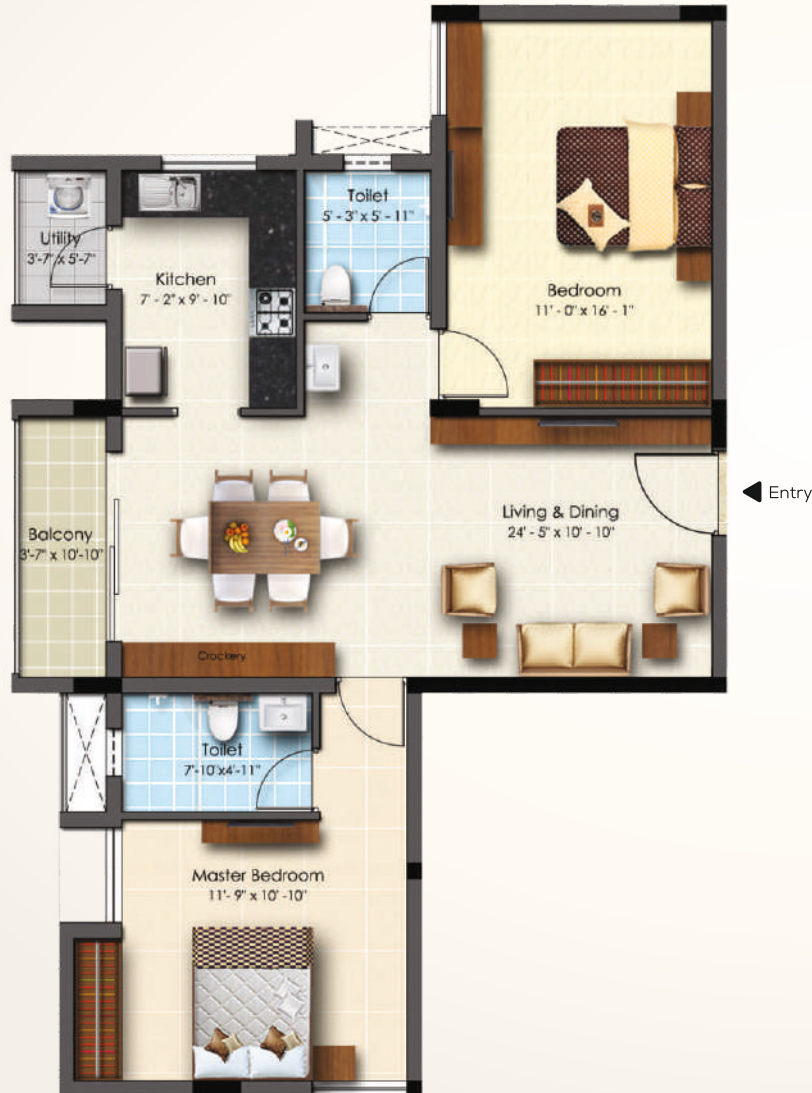 Toilet
5' - 3" x 5' - 11"
Utility
3'-7" x 5'-7"
Kitchen
7' - 2" x 9' - 10"
Bedroom
11' - 0" x 16' - 1"
Entry
Living & Dining
24' - 5" x 10' - 10"
Balcony
3'-7" x 10'-10"
Crockery
Toilet
7'-10"x4'-11"
Master Bedroom
11'- 9" x 10' -10"